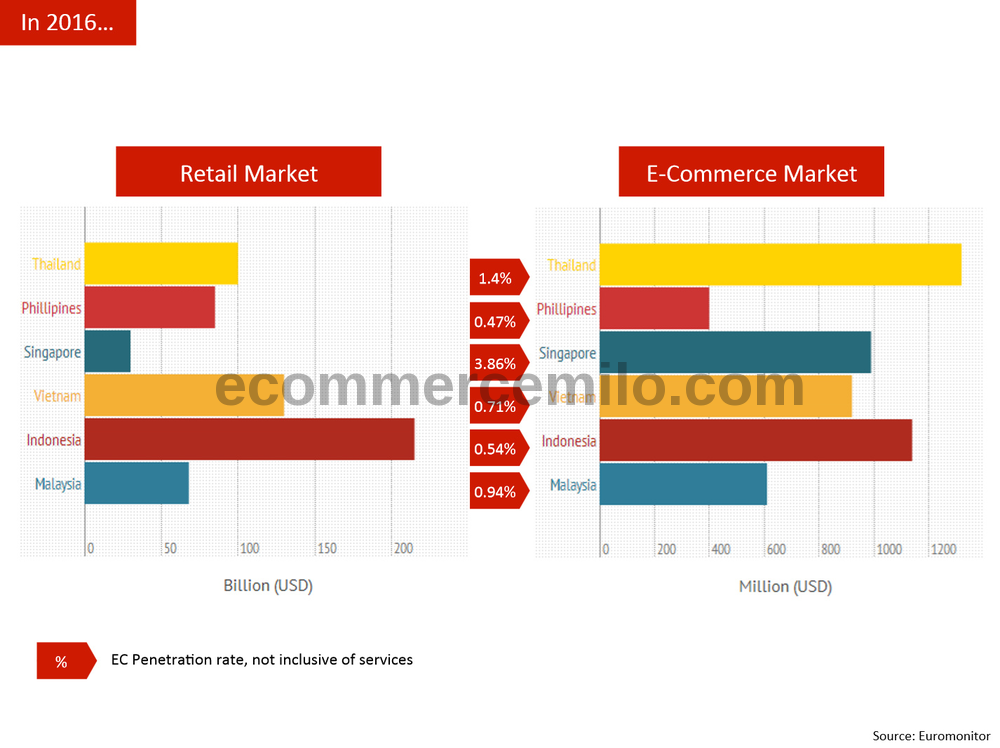 In 2016...
Retail Market
E-Commerce Market
Thailand
Phillipines
Singapore
Vietnam
Indonesia
Malaysia
0 50 100 150 200
Billion (USD)
1.4%
0.47%
3.86%
0.71%
0.54%
0.94%
Thailand
Phillipines
Singapore
Vietnam
Indonesia
Malaysia
0 200 400 600 800 1000 1200
Million (USD)
ecommercemilo.com
% EC Penetration rate, not inclusive of services
Source: Euromonitor